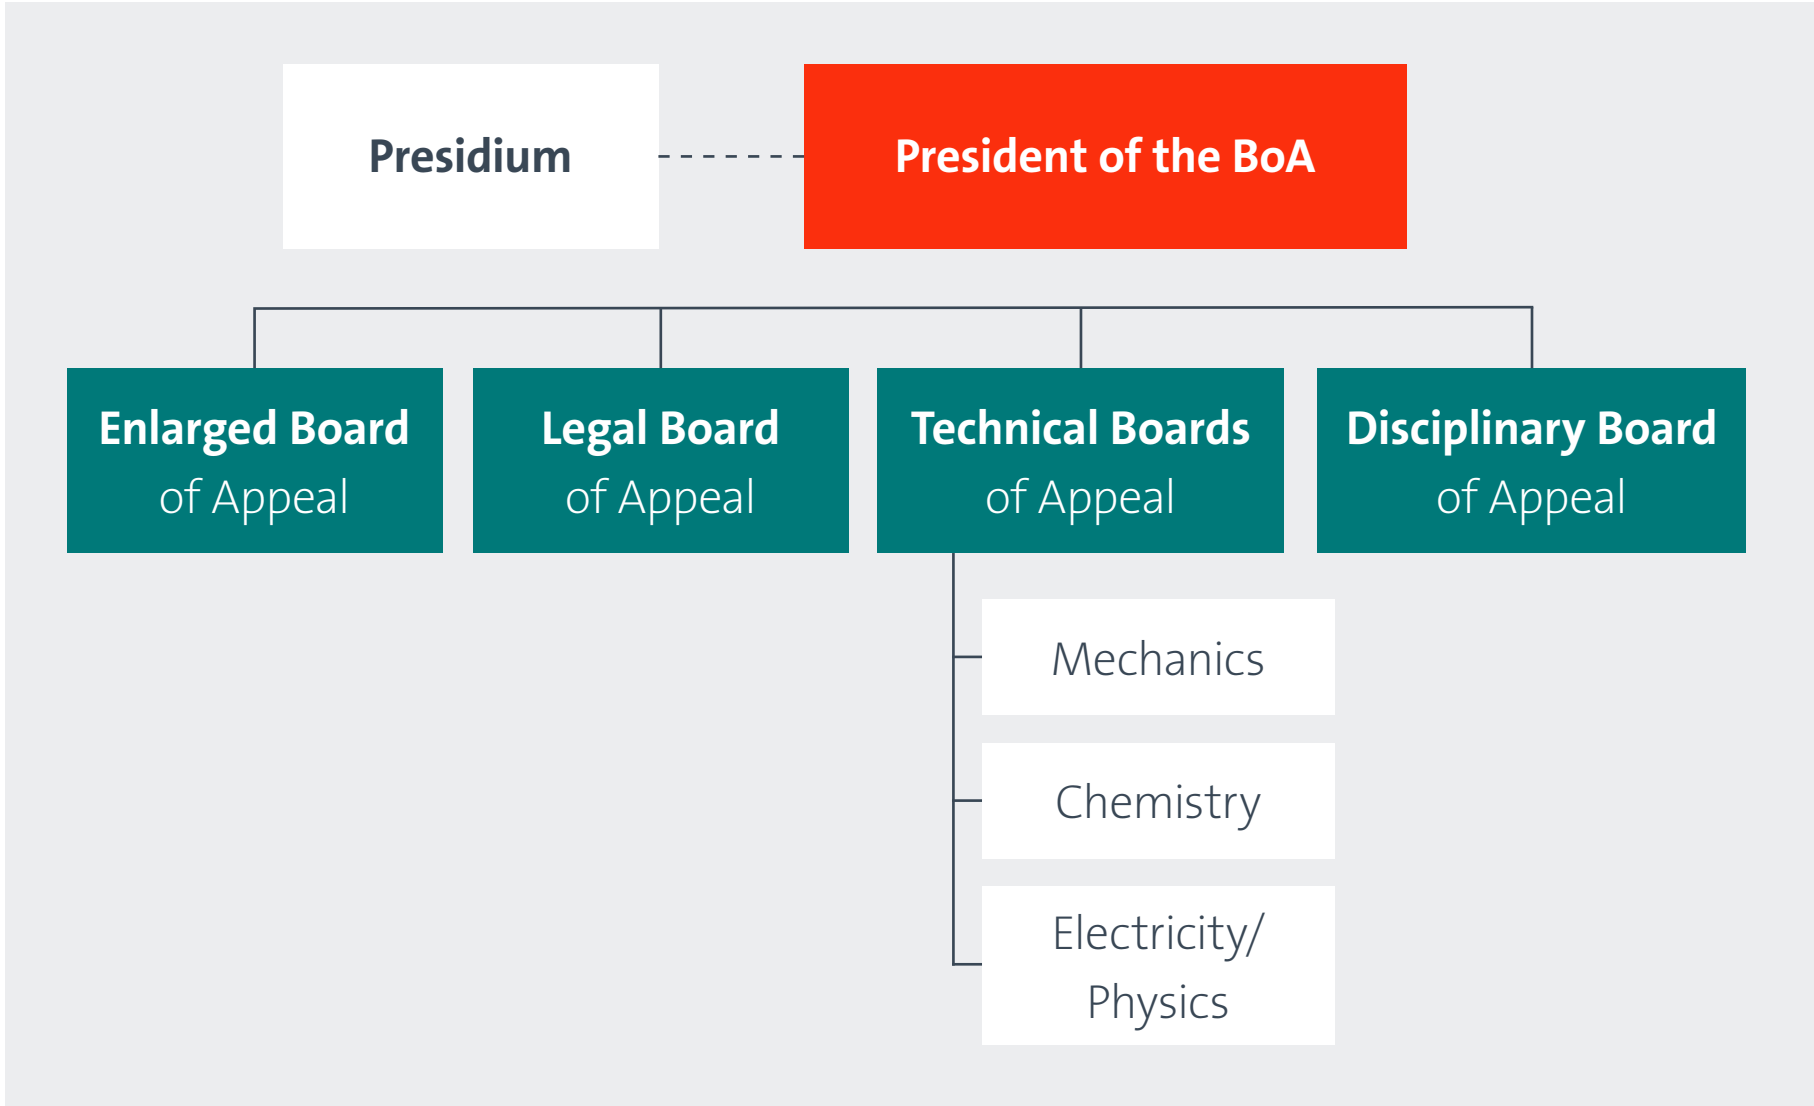 Presidium
President of the BoA
Enlarged Board
of Appeal
Legal Board
of Appeal
Technical Boards
of Appeal
Disciplinary Board
of Appeal
Mechanics
Chemistry
Electricity/
Physics